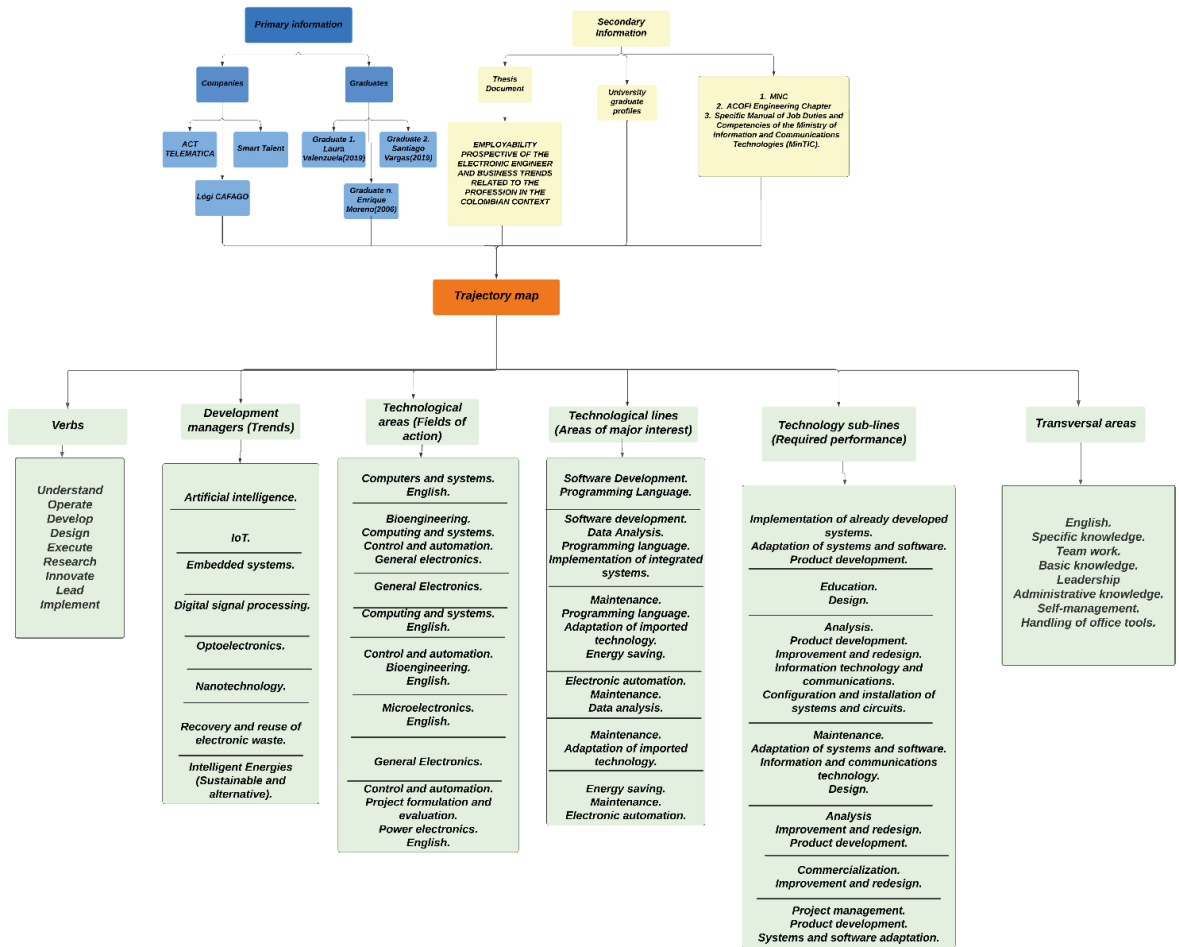 Primary information
Secondary
Information
Companies
Graduates
Thesis
Document
University
graduate
profiles
1. MNC
2. ACOFI Engineering Chapter
3. Specific Manual of Job Duties and
Competencies of the Ministry of
Information and Communications
Technologies (MinTIC).
ACT
TELEMATICA
Smart Talent
Graduate 1.
Laura
Valenzuela(2019)
Graduate 2.
Santiago
Vargas(2019)
EMPLOYABILITY
PROSPECTIVE OF THE
ELECTRONIC ENGINEER
AND BUSINESS TRENDS
RELATED TO THE
PROFESSION IN THE
COLOMBIAN CONTEXT
Lógi CAFAGO
Graduate n.
Enrique
Moreno(2006)
Trajectory map
Verbs
Understand
Operate
Develop
Design
Execute
Research
Innovate
Lead
Implement
Development
managers (Trends)
Artificial intelligence.
IoT.
Embedded systems.
Digital signal processing.
Optoelectronics.
Nanotechnology.
Recovery and reuse of
electronic waste.
Intelligent Energies
(Sustainable and
alternative).
Technological
areas (Fields of
action)
Computers and systems.
English.
Bioengineering.
Computing and systems.
Control and automation.
General electronics.
General Electronics.
Computing and systems.
English.
Control and automation.
Bioengineering.
English.
Microelectronics.
English.
General Electronics.
Control and automation.
Project formulation and
evaluation.
Power electronics.
English.
Technological lines
(Areas of major interest)
Software Development.
Programming Language.
Software development.
Data Analysis.
Programming language.
Implementation of integrated
systems.
Maintenance.
Programming language.
Adaptation of imported
technology.
Energy saving.
Electronic automation.
Maintenance.
Data analysis.
Maintenance.
Adaptation of imported
technology.
Energy saving.
Maintenance.
Electronic automation.
Technology sub-lines
(Required performance)
Implementation of already developed
systems.
Adaptation of systems and software.
Product development.
Education.
Design.
Analysis.
Product development.
Improvement and redesign.
Information technology and
communications.
Configuration and installation of
systems and circuits.
Maintenance.
Adaptation of systems and software.
Information and communications
technology.
Design.
Analysis
Improvement and redesign.
Product development.
Commercialization.
Improvement and redesign.
Project management.
Product development.
Systems and software adaptation.
Transversal areas
English.
Specific knowledge.
Team work.
Basic knowledge.
Leadership
Administrative knowledge.
Self-management.
Handling of office tools.